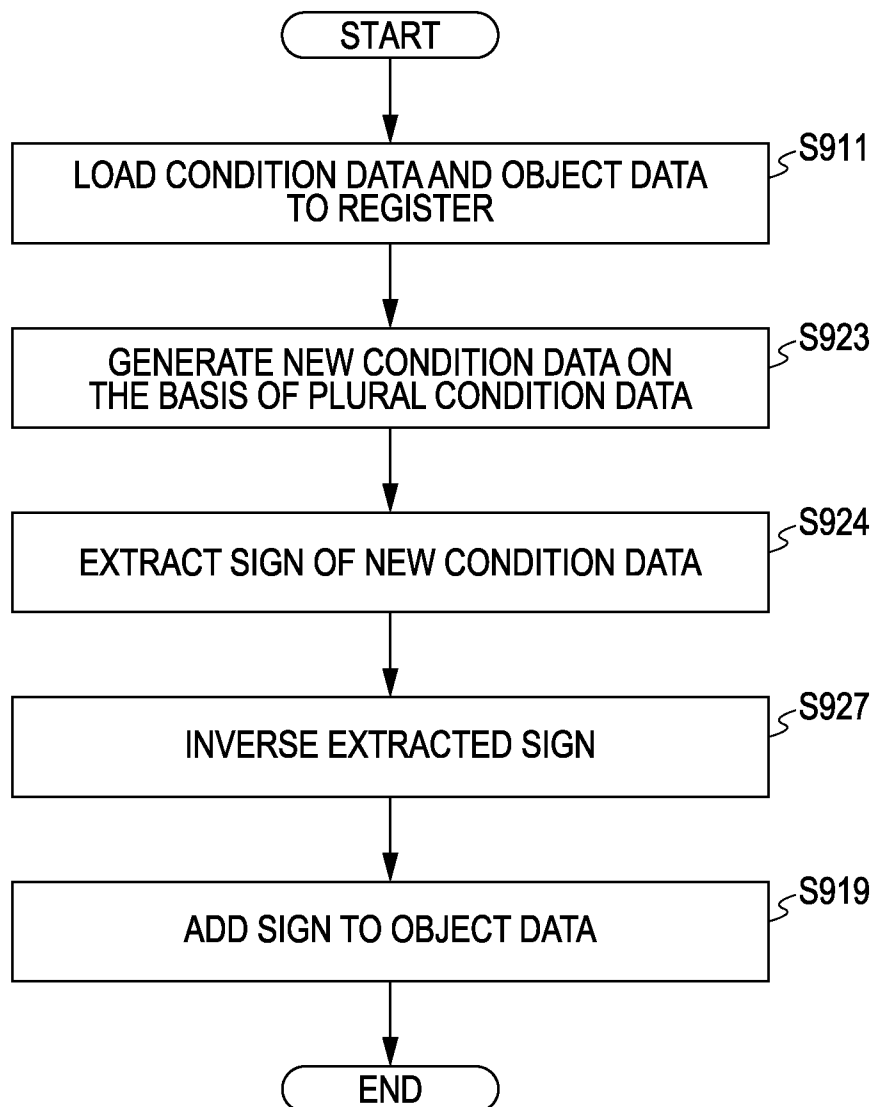 START
S911
LOAD CONDITION DATA AND OBJECT DATA
TO REGISTER
S923
GENERATE NEW CONDITION DATA ON
THE BASIS OF PLURAL CONDITION DATA
S924
EXTRACT SIGN OF NEW CONDITION DATA
S927
INVERSE EXTRACTED SIGN
S919
ADD SIGN TO OBJECT DATA
END